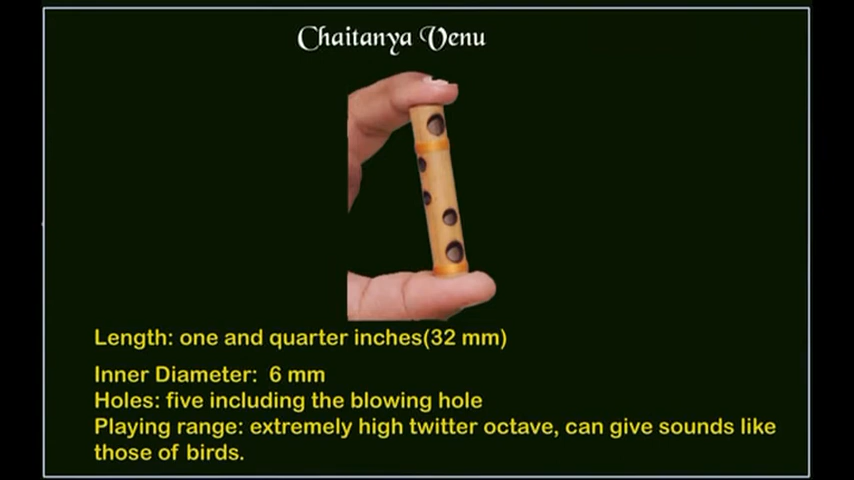 Chaitanya Venu
Length: one and quarter inches(32 mm)
Inner Diameter: 6 mm
Holes: five including the blowing hole
Playing range: extremely high twitter octave, can give sounds like
those of birds.